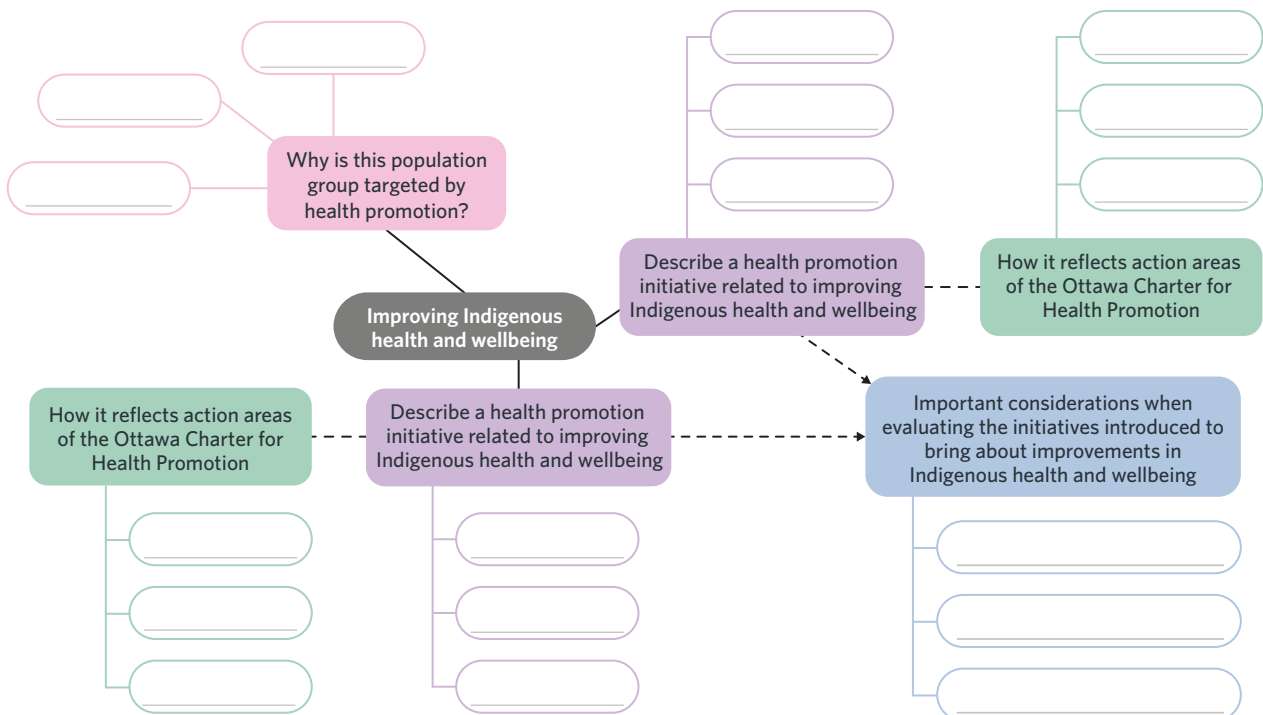 Why is this population
group targeted by
health promotion?
Describe a health promotion
initiative related to improving
Indigenous health and wellbeing
How it reflects action areas
of the Ottawa Charter for
Health Promotion
Improving Indigenous
health and wellbeing
How it reflects action areas
of the Ottawa Charter for
Health Promotion
Describe a health promotion
initiative related to improving
Indigenous health and wellbeing
Important considerations when
evaluating the initiatives introduced to
bring about improvements in
Indigenous health and wellbeing